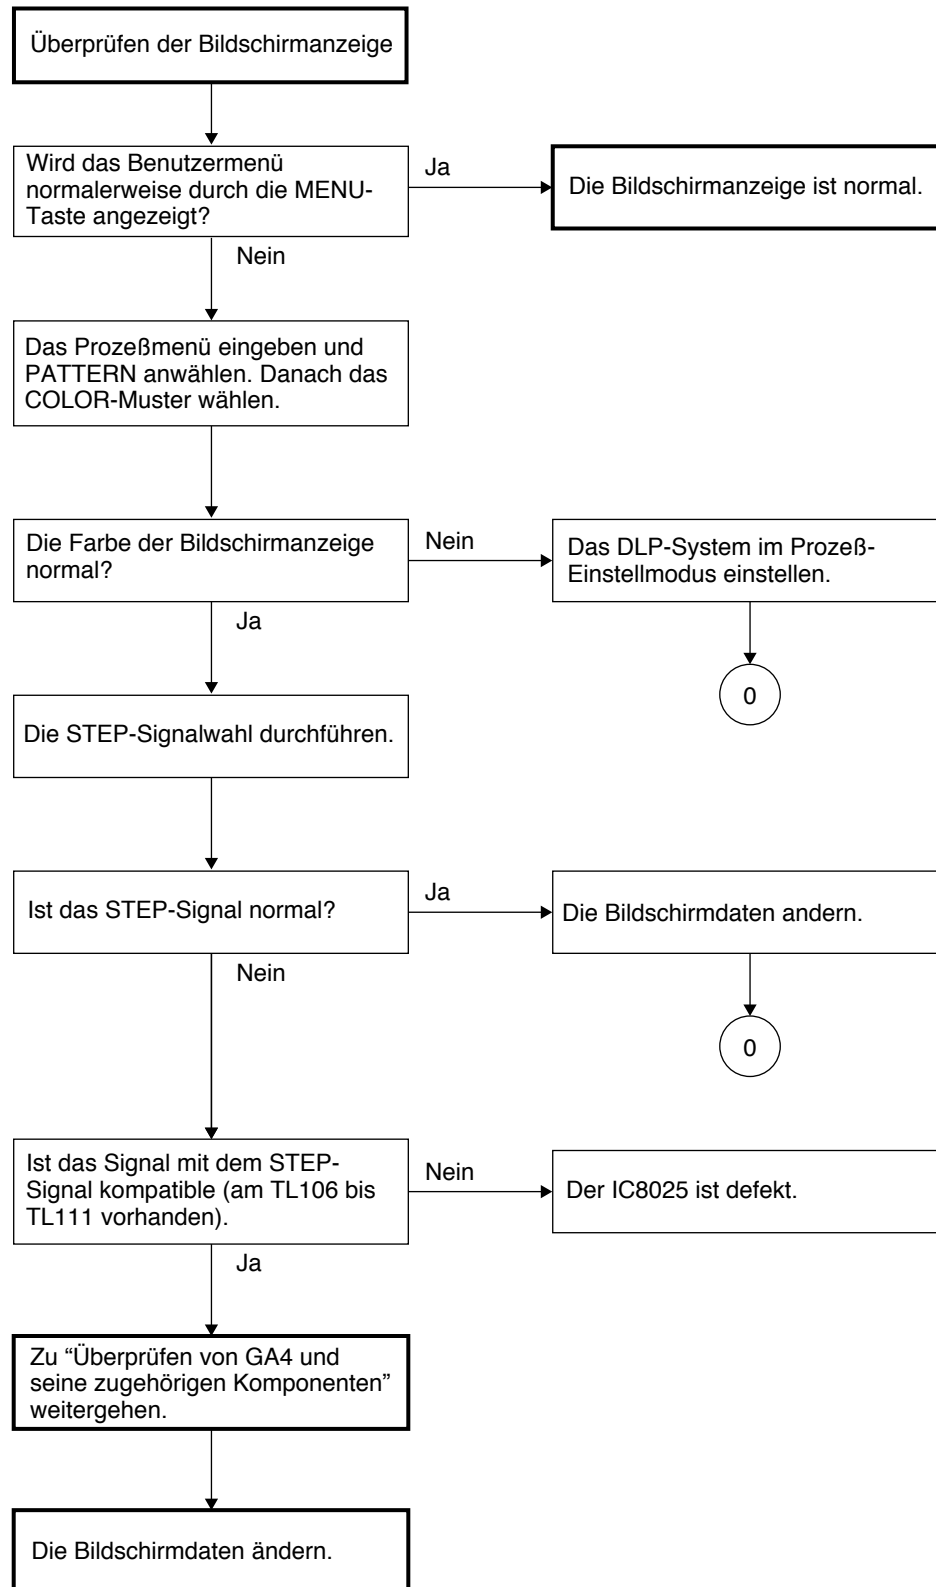 Überprüfen der Bildschirmanzeige
Wird das Benutzermenü
normalerweise durch die MENU-
Taste angezeigt?
Ja
Die Bildschirmanzeige ist normal.
Nein
Das Prozeßmenü eingeben und
PATTERN anwählen. Danach das
COLOR-Muster wählen.
Die Farbe der Bildschirmanzeige
normal?
Nein
Das DLP-System im Prozeß-
Einstellmodus einstellen.
Ja
0
Die STEP-Signalwahl durchführen.
Ist das STEP-Signal normal?
Ja
Die Bildschirmdaten andern.
Nein
0
Ist das Signal mit dem STEP-
Signal kompatible (am TL106 bis
TL111 vorhanden).
Nein
Der IC8025 ist defekt.
Ja
Zu “Überprüfen von GA4 und
seine zugehörigen Komponenten”
weitergehen.
Die Bildschirmdaten ändern.